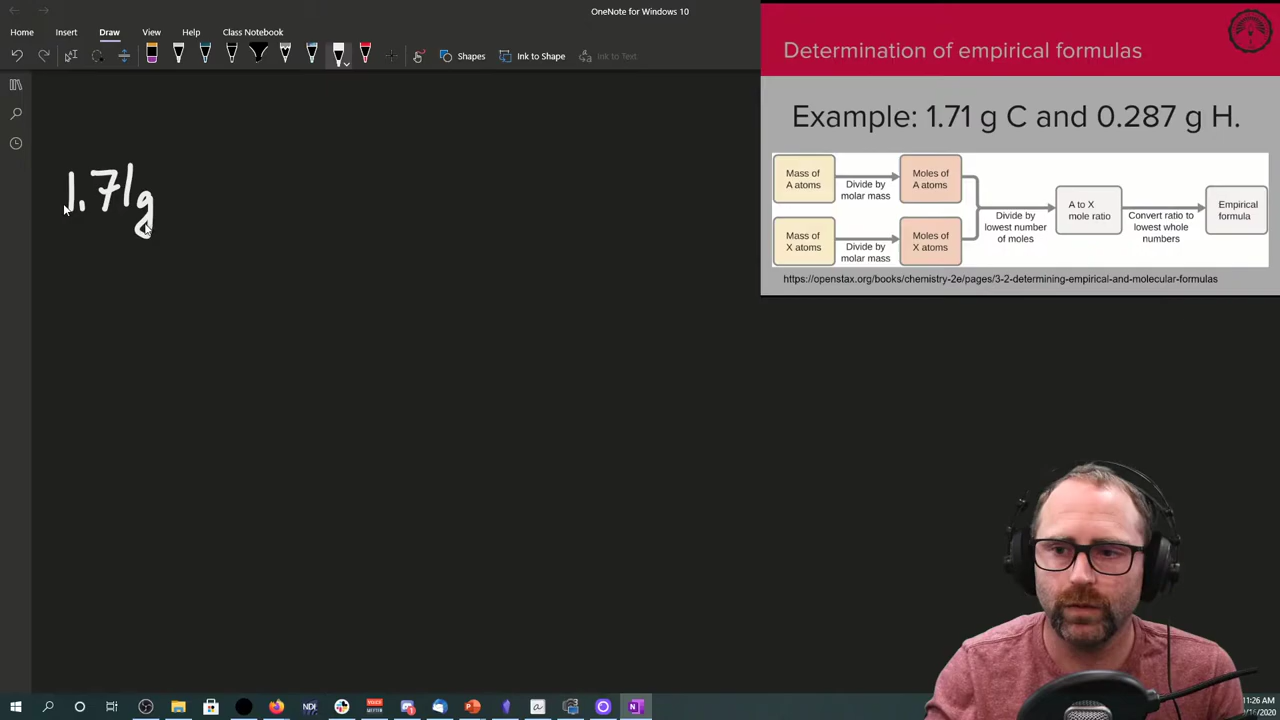 OneNote for Windows 10
Home Insert Draw View Help Class Notebook
Shapes Ink to Shape Ink to Text
1.71g
Determination of empirical formulas
Example: 1.71 g C and 0.287 g H.
Mass of
A atoms
Divide by
molar mass
Moles of
A atoms
Mass of
X atoms
Divide by
molar mass
Moles of
X atoms
Divide by
lowest number
of moles
A to X
mole ratio
Convert ratio to
lowest whole
numbers
Empirical
formula
https://openstax.org/books/chemistry-2e/pages/3-2-determining-empirical-and-molecular-formulas
11:26 AM